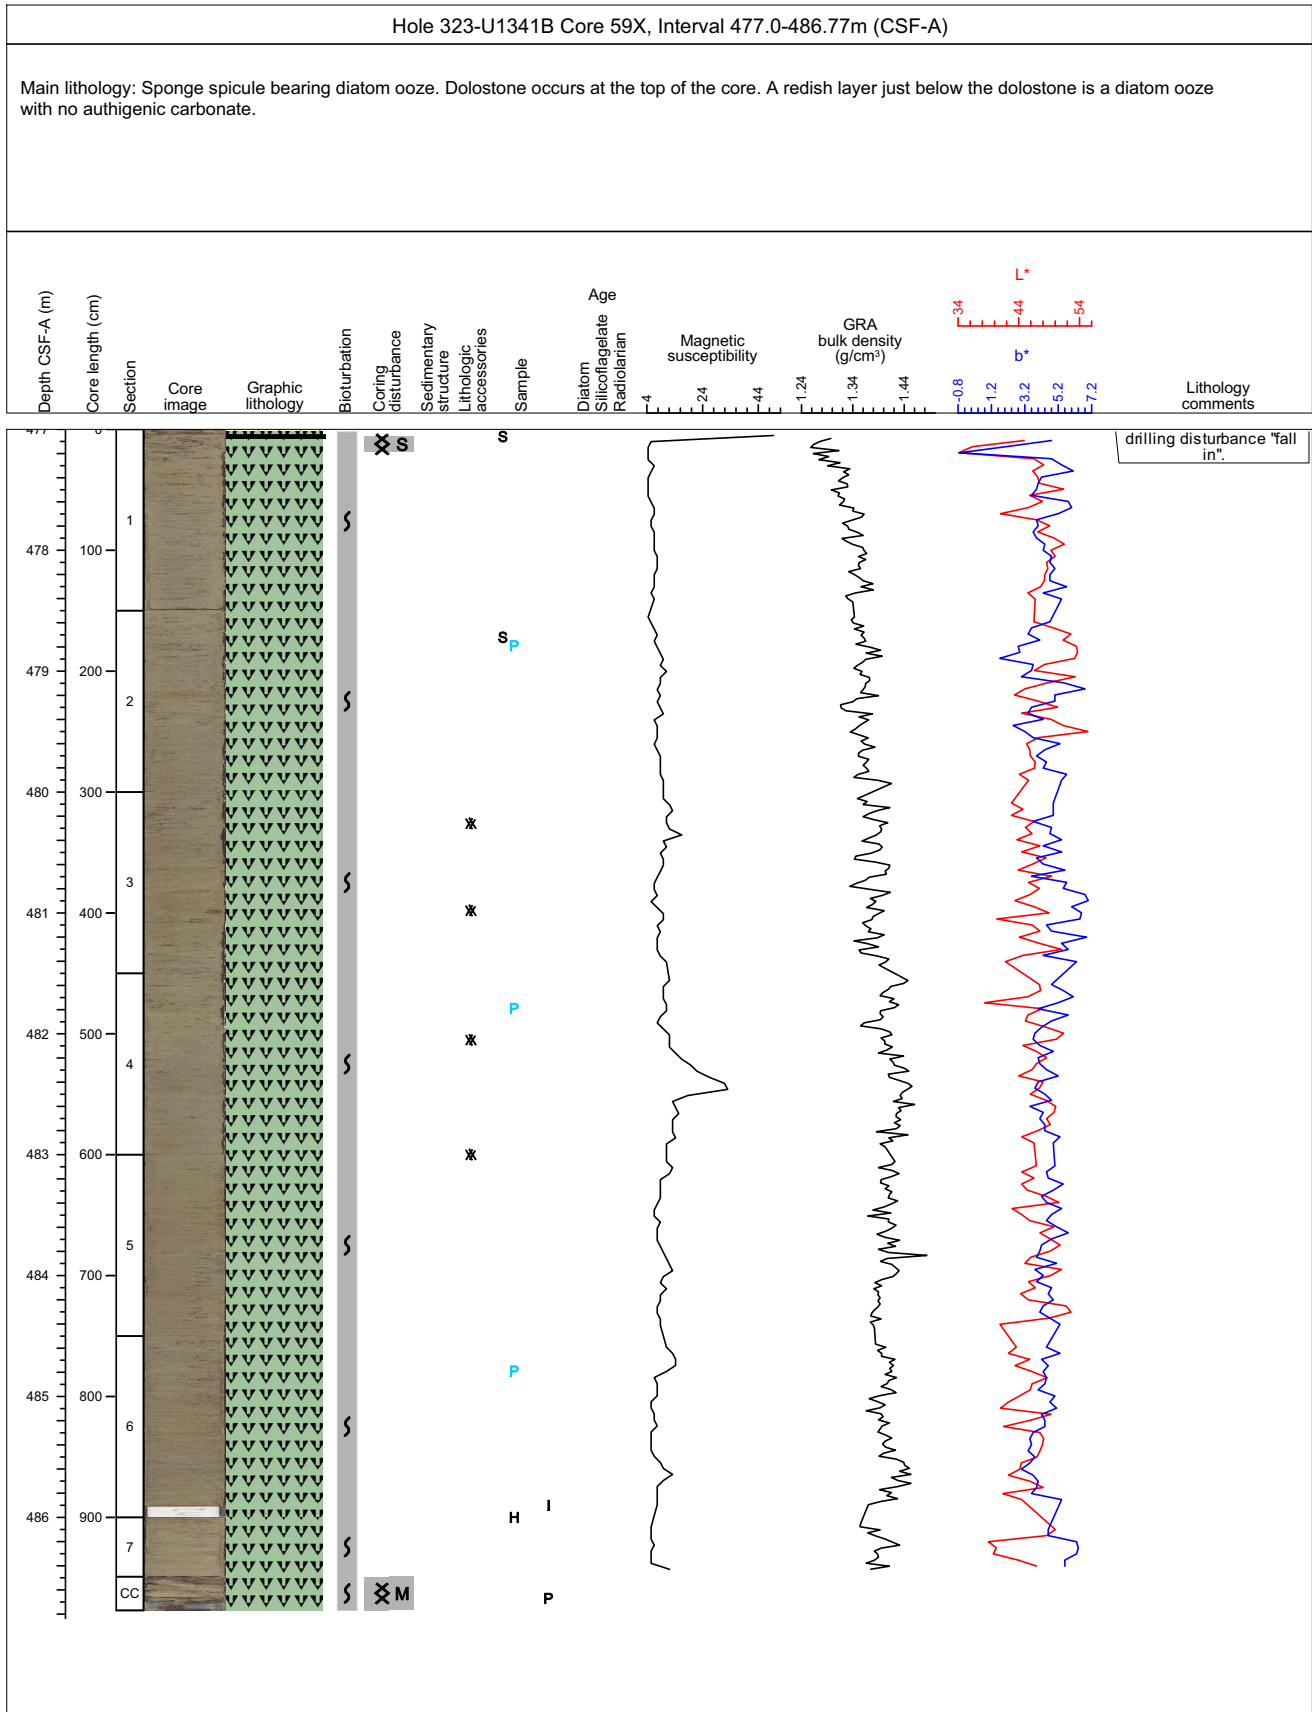 Hole 323-U1341B Core 59X, Interval 477.0-486.77m (CSF-A)
Main lithology: Sponge spicule bearing diatom ooze. Dolostone occurs at the top of the core. A redish layer just below the dolostone is a diatom ooze
with no authigenic carbonate.
Depth CSF-A (m)
Core length (cm)
Section
Core
image
Graphic
lithology
Bioturbation
Coring
disturbance
Sedimentary
structure
Lithologic
accessories
Sample
Age
Diatom
Silicoflagelate
Radiolarian
Magnetic
susceptibility
-4 24 44
GRA
bulk density
(g/cm³)
1.24 1.34 1.44
L*
34 44 54
b*
-0.8 1.2 3.2 5.2 7.2
Lithology
comments
477 0
S S
drilling disturbance "fall
in".
1
478 100
S
P
479 200
2
480 300
3
481 400
P
482 500
4
483 600
5
484 700
P
485 800
6
I
486 900 H
7
CC M P